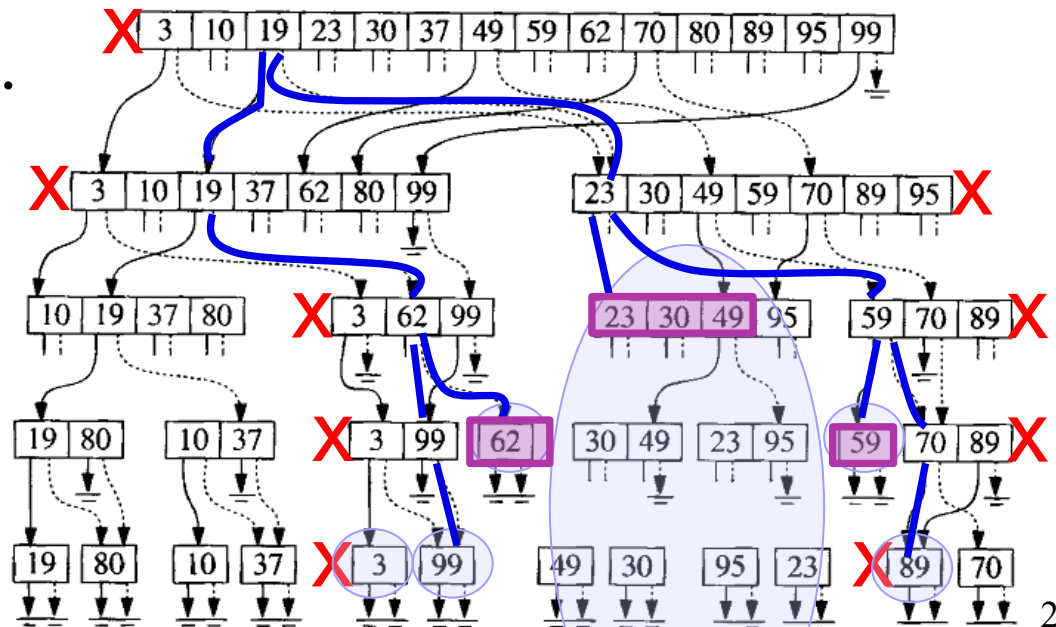 X 3 10 19 23 30 37 49 59 62 70 80 89 95 99
.
X 3 10 19 37 62 80 99 23 30 49 59 70 89 95 X
10 19 37 80 X 3 62 99 23 30 49 95 59 70 89 X
19 80 10 37 X 3 99 62 30 49 23 95 59 70 89 X
19 80 10 37 X 3 99 49 30 95 23 X 89 70
2